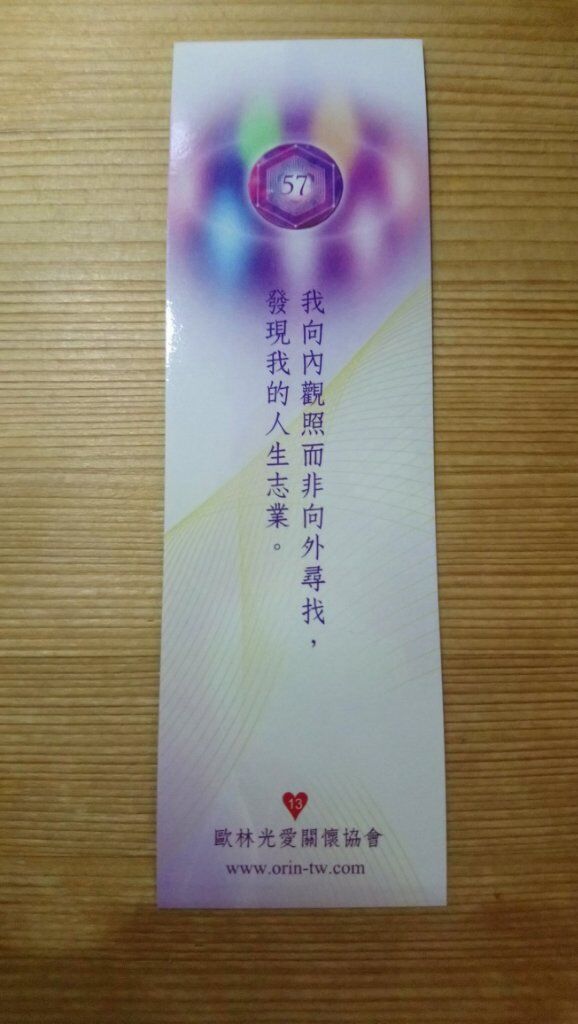 57
我向內觀照而非向外尋找，
發現我的人生志業。
13
歐林光愛關懷協會
www.orin-tw.com